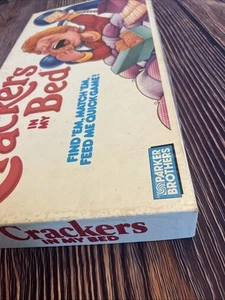 Crackers
IN MY
Bed
FIND 'EM, MATCH 'EM,
FEED ME QUICK GAME!
PARKER
BROTHERS
Crackers
IN MY BED